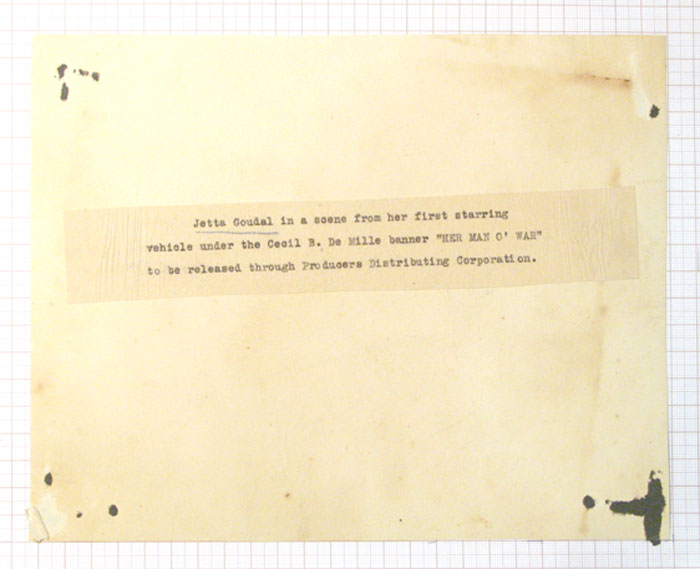 Jetta Goudal in a scene from her first starring
vehicle under the Cecil B. De Mille banner "HER MAN O' WAR"
to be released through Producers Distributing Corporation.